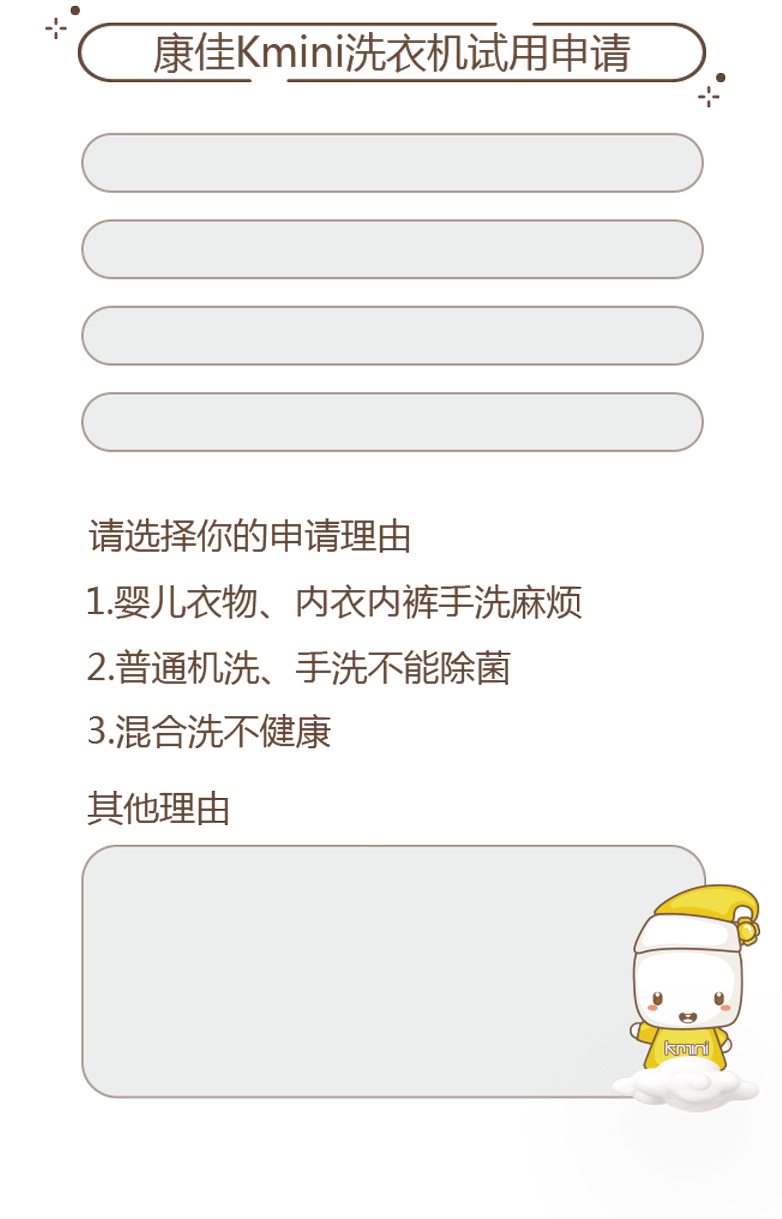 康佳Kmini洗衣机试用申请
请选择你的申请理由
1.婴儿衣物、内衣内裤手洗麻烦
2.普通机洗、手洗不能除菌
3.混合洗不健康
其他理由
kmini